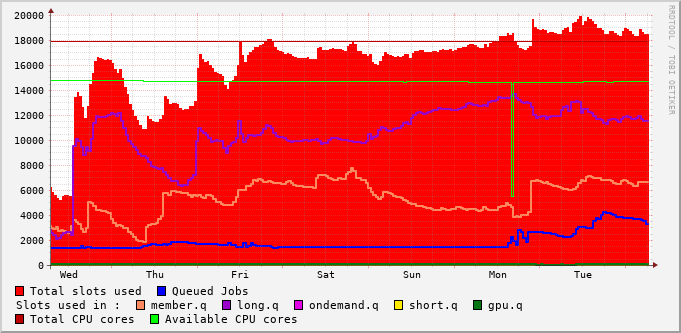 20000
18000
16000
14000
12000
10000
8000
6000
4000
2000
0
Wed Thu Fri Sat Sun Mon Tue
RRDTOOL / TOBI OETIKER
Total slots used Queued Jobs
Slots used in : member.q long.q ondemand.q short.q gpu.q
Total CPU cores Available CPU cores